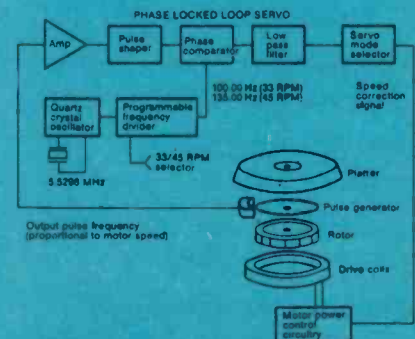 PHASE LOCKED LOOP SERVO
Amp
Pulse
shaper
Phase
comparator
Low
pass
filter
Servo
mode
selector
100.00 Hz (33 RPM)
135.00 Hz (45 RPM)
Speed
correction
signal
Quartz
crystal
oscillator
Programmable
frequency
divider
33/45 RPM
selector
5.5296 MHz
Platter
Pulse generator
Output pulse frequency
(proportional to motor speed)
Rotor
Drive coils
Motor power
control
circuitry